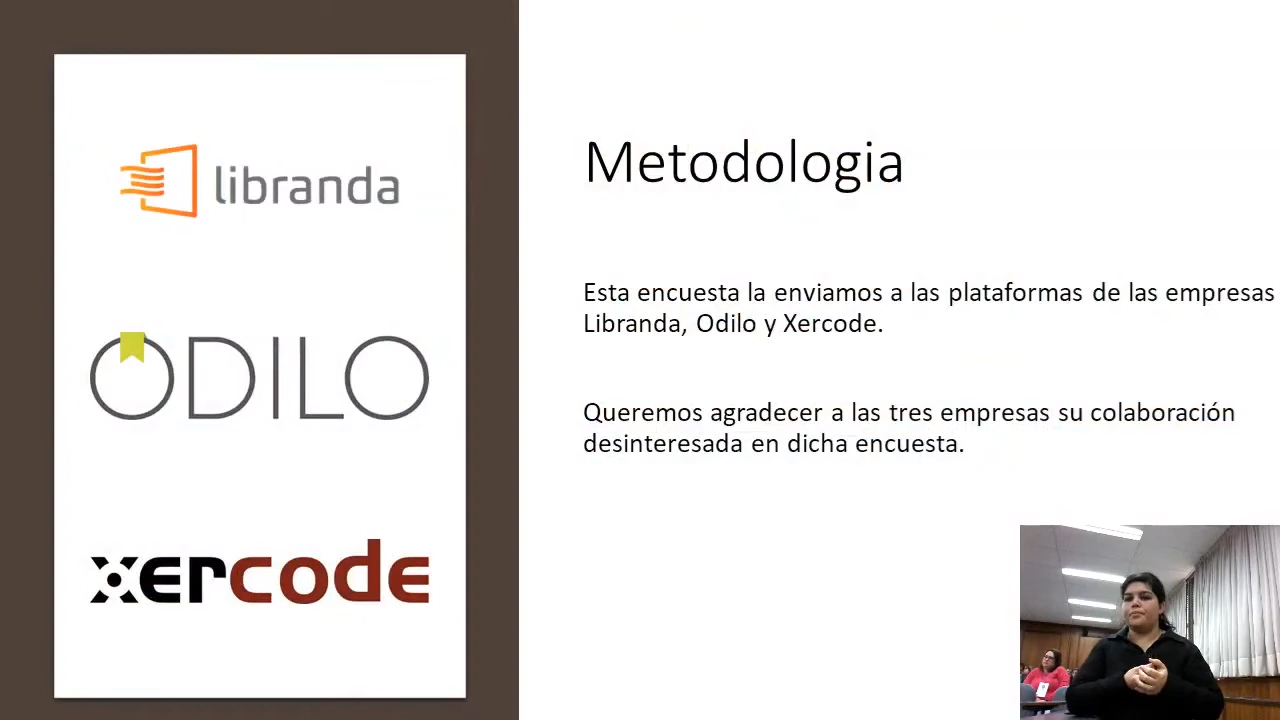 libranda
ODILO
xercode
Metodologia
Esta encuesta la enviamos a las plataformas de las empresas
Libranda, Odilo y Xercode.
Queremos agradecer a las tres empresas su colaboración
desinteresada en dicha encuesta.